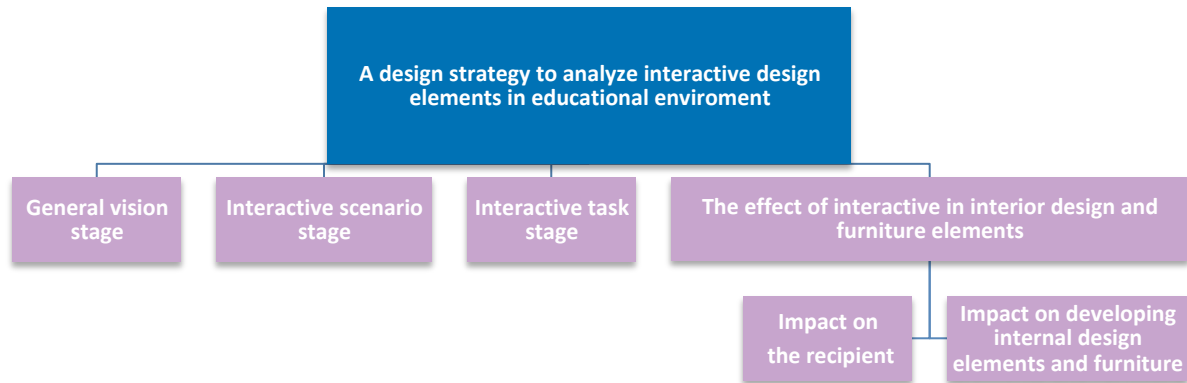 A design strategy to analyze interactive design
elements in educational enviroment
General vision
stage
Interactive scenario
stage
Interactive task
stage
The effect of interactive in interior design and
furniture elements
Impact on
the recipient
Impact on developing
internal design
elements and furniture